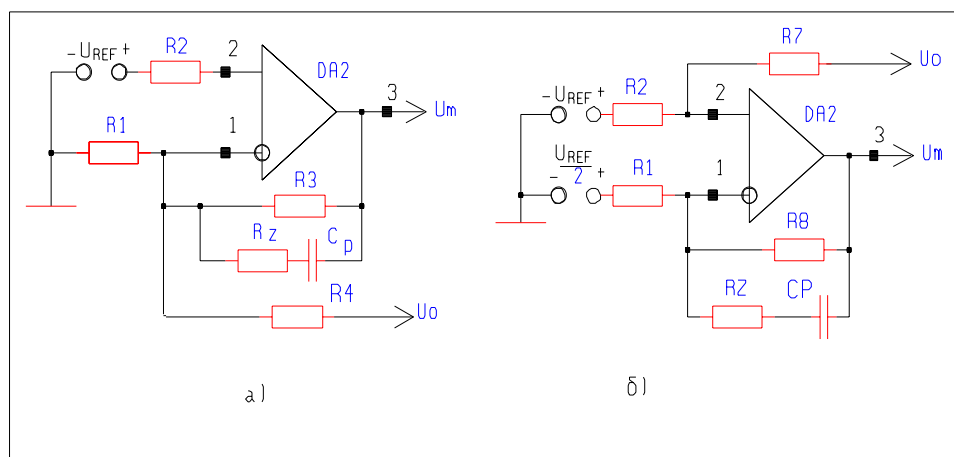 -UREF+
R2
2
DA2
3
Um
R1
1
R3
Rz
Cp
R4
Uo
а)
R7
Uo
-UREF+
R2
2
DA2
3
Um
UREF
- 2 +
R1
1
R8
RZ
CP
б)